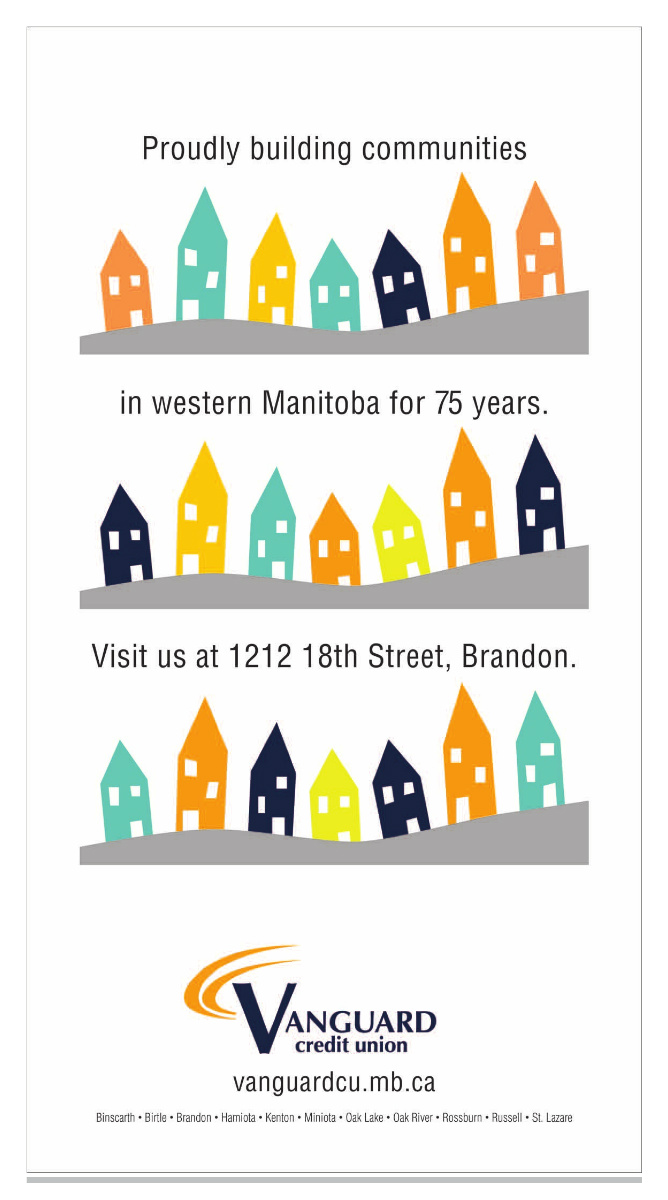 Proudly building communities
in western Manitoba for 75 years.
Visit us at 1212 18th Street, Brandon.
VANGUARD
credit union
vanguardcu.mb.ca
Binscarth • Birtle • Brandon • Hamiota • Kenton • Miniota • Oak Lake • Oak River • Rossburn • Russell • St. Lazare